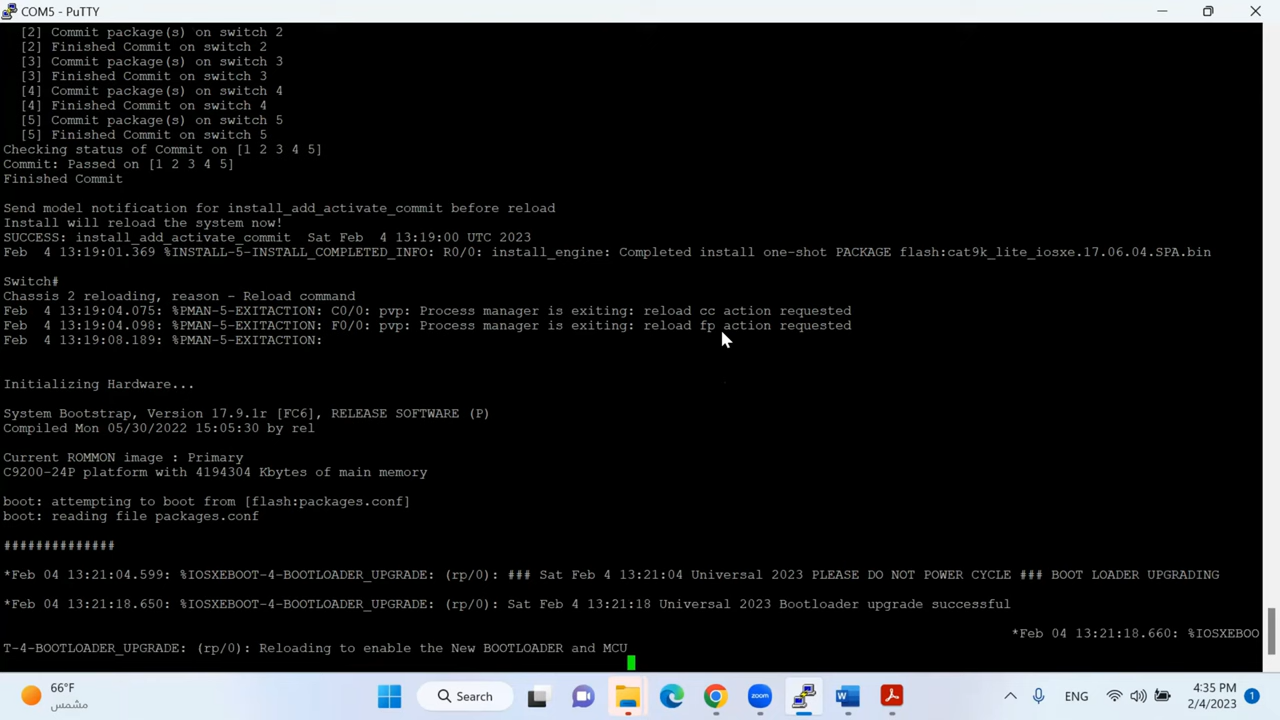 COM5 - PuTTY
[2] Commit package(s) on switch 2
[2] Finished Commit on switch 2
[3] Commit package(s) on switch 3
[3] Finished Commit on switch 3
[4] Commit package(s) on switch 4
[4] Finished Commit on switch 4
[5] Commit package(s) on switch 5
[5] Finished Commit on switch 5
Checking status of Commit on [1 2 3 4 5]
Commit: Passed on [1 2 3 4 5]
Finished Commit
Send model notification for install_add_activate_commit before reload
Install will reload the system now!
SUCCESS: install_add_activate_commit  Sat Feb  4 13:19:00 UTC 2023
Feb  4 13:19:01.369 %INSTALL-5-INSTALL_COMPLETED_INFO: R0/0: install_engine: Completed install one-shot PACKAGE flash:cat9k_lite_iosxe.17.06.04.SPA.bin
Switch#
Chassis 2 reloading, reason - Reload command
Feb  4 13:19:04.075: %PMAN-5-EXITACTION: C0/0: pvp: Process manager is exiting: reload cc action requested
Feb  4 13:19:04.098: %PMAN-5-EXITACTION: F0/0: pvp: Process manager is exiting: reload fp action requested
Feb  4 13:19:08.189: %PMAN-5-EXITACTION:
Initializing Hardware...
System Bootstrap, Version 17.9.1r [FC6], RELEASE SOFTWARE (P)
Compiled Mon 05/30/2022 15:05:30 by rel
Current ROMMON image : Primary
C9200-24P platform with 4194304 Kbytes of main memory
boot: attempting to boot from [flash:packages.conf]
boot: reading file packages.conf
##############
*Feb 04 13:21:04.599: %IOSXEBOOT-4-BOOTLOADER_UPGRADE: (rp/0): ### Sat Feb 4 13:21:04 Universal 2023 PLEASE DO NOT POWER CYCLE ### BOOT LOADER UPGRADING
*Feb 04 13:21:18.650: %IOSXEBOOT-4-BOOTLOADER_UPGRADE: (rp/0): Sat Feb 4 13:21:18 Universal 2023 Bootloader upgrade successful
*Feb 04 13:21:18.660: %IOSXEBOO
T-4-BOOTLOADER_UPGRADE: (rp/0): Reloading to enable the New BOOTLOADER and MCU
66°F
مشمس
Search
zoom
ENG
4:35 PM
2/4/2023
1